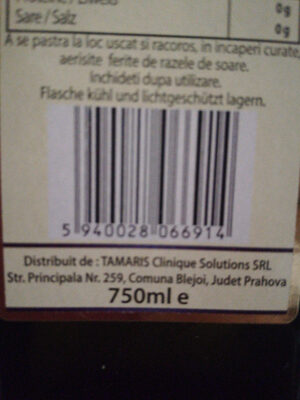 Sare / Salz 0g
0g
A se pastra la loc uscat si racoros, in incaperi curate,
aerisite ferite de razele de soare.
Inchideti dupa utilizare.
Flasche kühl und lichtgeschützt lagern.
5 940028 066914
Distribuit de : TAMARIS Clinique Solutions SRL
Str. Principala Nr. 259, Comuna Blejoi, Judet Prahova
750ml e